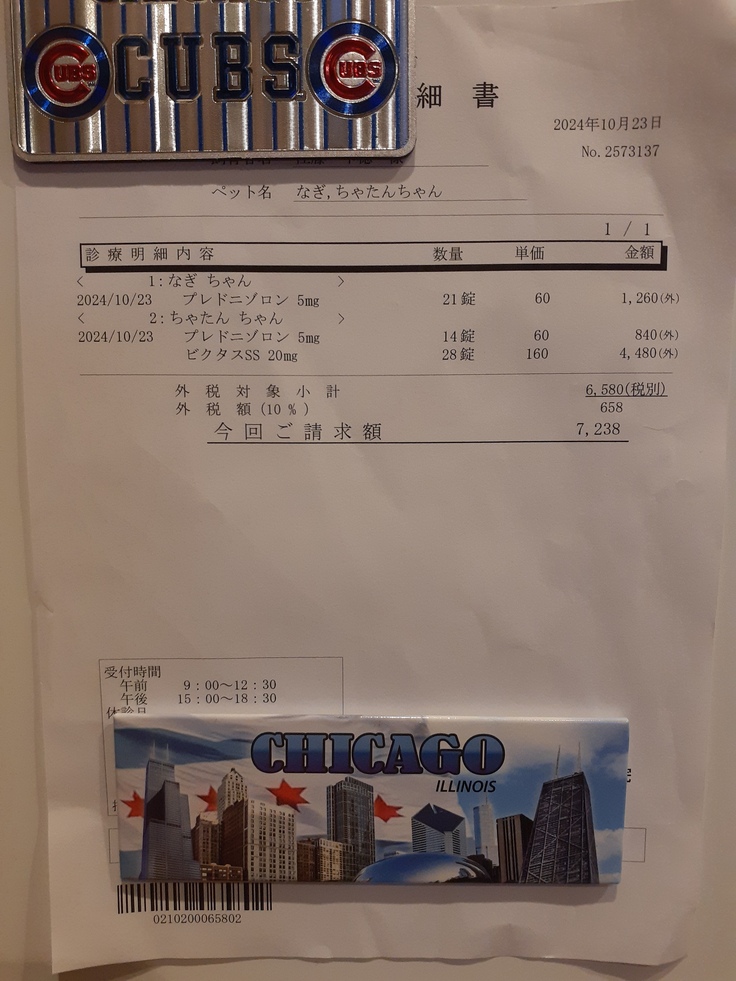 UBS CUBS UBS
細 書
2024年10月23日
No. 2573137
ペット名 なぎ,ちゃたんちゃん
1 / 1
診 療 明 細 内 容 数量 単価 金額
< 1:なぎ ちゃん >
2024/10/23 プレドニゾロン 5mg 21錠 60 1,260(外)
< 2:ちゃたん ちゃん >
2024/10/23 プレドニゾロン 5mg 14錠 60 840(外)
ビクタスSS 20mg 28錠 160 4,480(外)
外 税 対 象 小 計 6,580(税別)
外 税 額 (10 % ) 658
今 回 ご 請 求 額 7,238
受付時間
午前 9:00~12:30
午後 15:00~18:30
CHICAGO
ILLINOIS
0210200065802